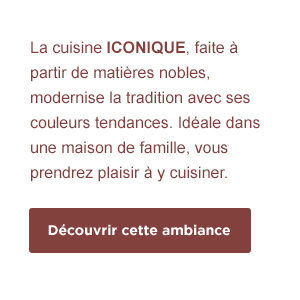 La cuisine ICONIQUE, faite à
partir de matières nobles,
modernise la tradition avec ses
couleurs tendances. Idéale dans
une maison de famille, vous
prendrez plaisir à y cuisiner.
Découvrir cette ambiance